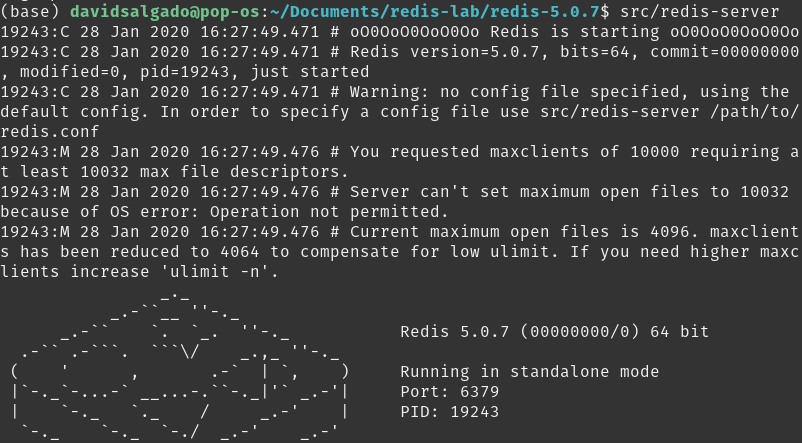 (base) davidsalgado@pop-os:~/Documents/redis-lab/redis-5.0.7$ src/redis-server
19243:C 28 Jan 2020 16:27:49.471 # oO0OoO0OoO0Oo Redis is starting oO0OoO0OoO0Oo
19243:C 28 Jan 2020 16:27:49.471 # Redis version=5.0.7, bits=64, commit=00000000
, modified=0, pid=19243, just started
19243:C 28 Jan 2020 16:27:49.471 # Warning: no config file specified, using the
default config. In order to specify a config file use src/redis-server /path/to/
redis.conf
19243:M 28 Jan 2020 16:27:49.476 # You requested maxclients of 10000 requiring a
t least 10032 max file descriptors.
19243:M 28 Jan 2020 16:27:49.476 # Server can't set maximum open files to 10032
because of OS error: Operation not permitted.
19243:M 28 Jan 2020 16:27:49.476 # Current maximum open files is 4096. maxclient
s has been reduced to 4064 to compensate for low ulimit. If you need higher maxc
lients increase 'ulimit -n'.
Redis 5.0.7 (00000000/0) 64 bit
Running in standalone mode
Port: 6379
PID: 19243